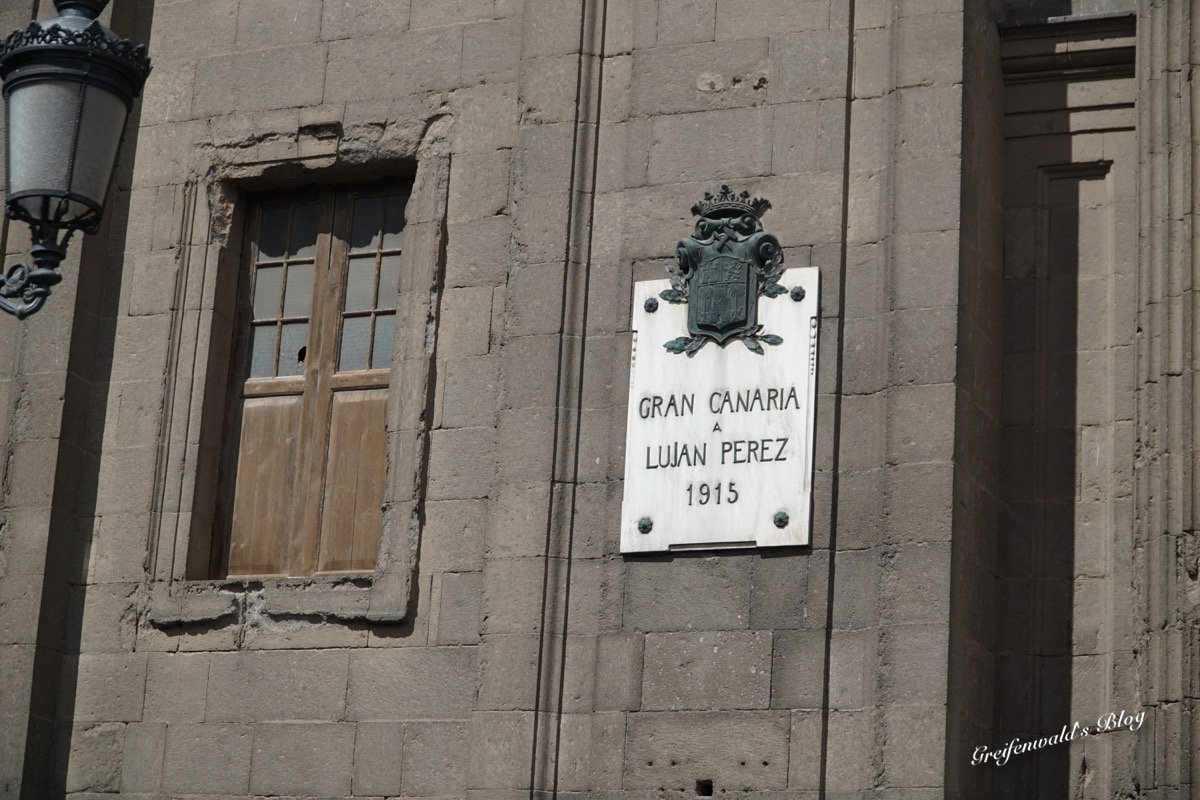 GRAN CANARIA
A
LUJAN PEREZ
1915
Greifenwald's Blog